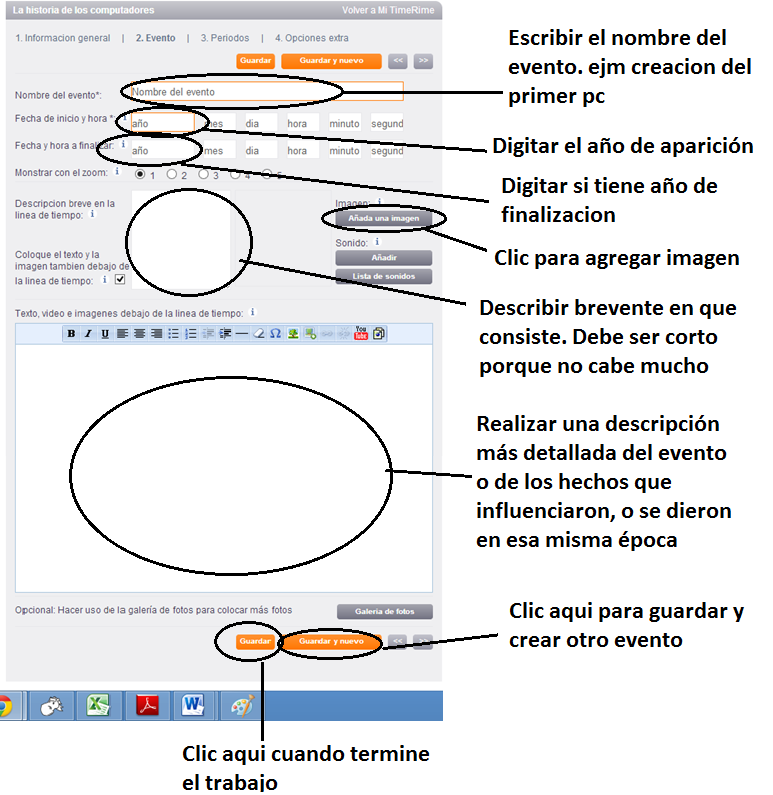 La historia de los computadores Volver a Mi TimeRime
1. Informacion general | 2. Evento | 3. Periodos | 4. Opciones extra
Guardar Guardar y nuevo << >>
Nombre del evento*: Nombre del evento
Fecha de inicio y hora *: i año mes dia hora minuto segund
Fecha y hora a finalizar: i año mes dia hora minuto segund
Monstrar con el zoom: i 1 2 3 4 5
Descripcion breve en la
linea de tiempo: i
Imagen: i
Añada una imagen
Sonido: i
Añadir
Lista de sonidos
Coloque el texto y la
imagen tambien debajo de
la linea de tiempo: i
Texto, video e imagenes debajo de la linea de tiempo: i
B I U You Tube
Opcional: Hacer uso de la galería de fotos para colocar más fotos Galeria de fotos
Guardar Guardar y nuevo << >>
Escribir el nombre del
evento. ejm creacion del
primer pc
Digitar el año de aparición
Digitar si tiene año de
finalizacion
Clic para agregar imagen
Describir brevente en que
consiste. Debe ser corto
porque no cabe mucho
Realizar una descripción
más detallada del evento
o de los hechos que
influenciaron, o se dieron
en esa misma época
Clic aqui para guardar y
crear otro evento
Clic aqui cuando termine
el trabajo